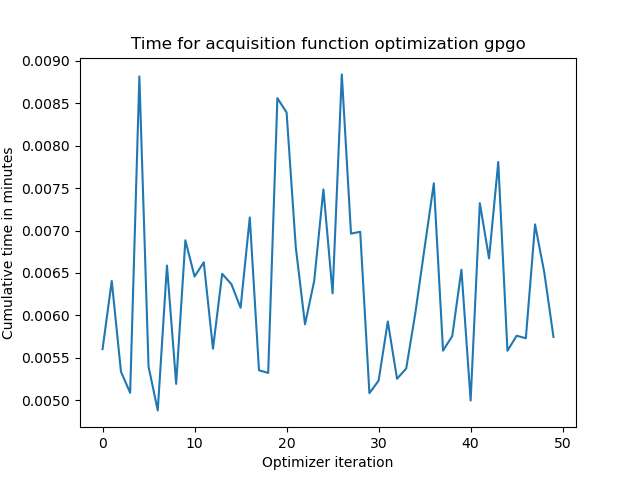 Time for acquisition function optimization gpgo
0.0090
0.0085
0.0080
0.0075
0.0070
0.0065
0.0060
0.0055
0.0050
Cumulative time in minutes
0 10 20 30 40 50
Optimizer iteration